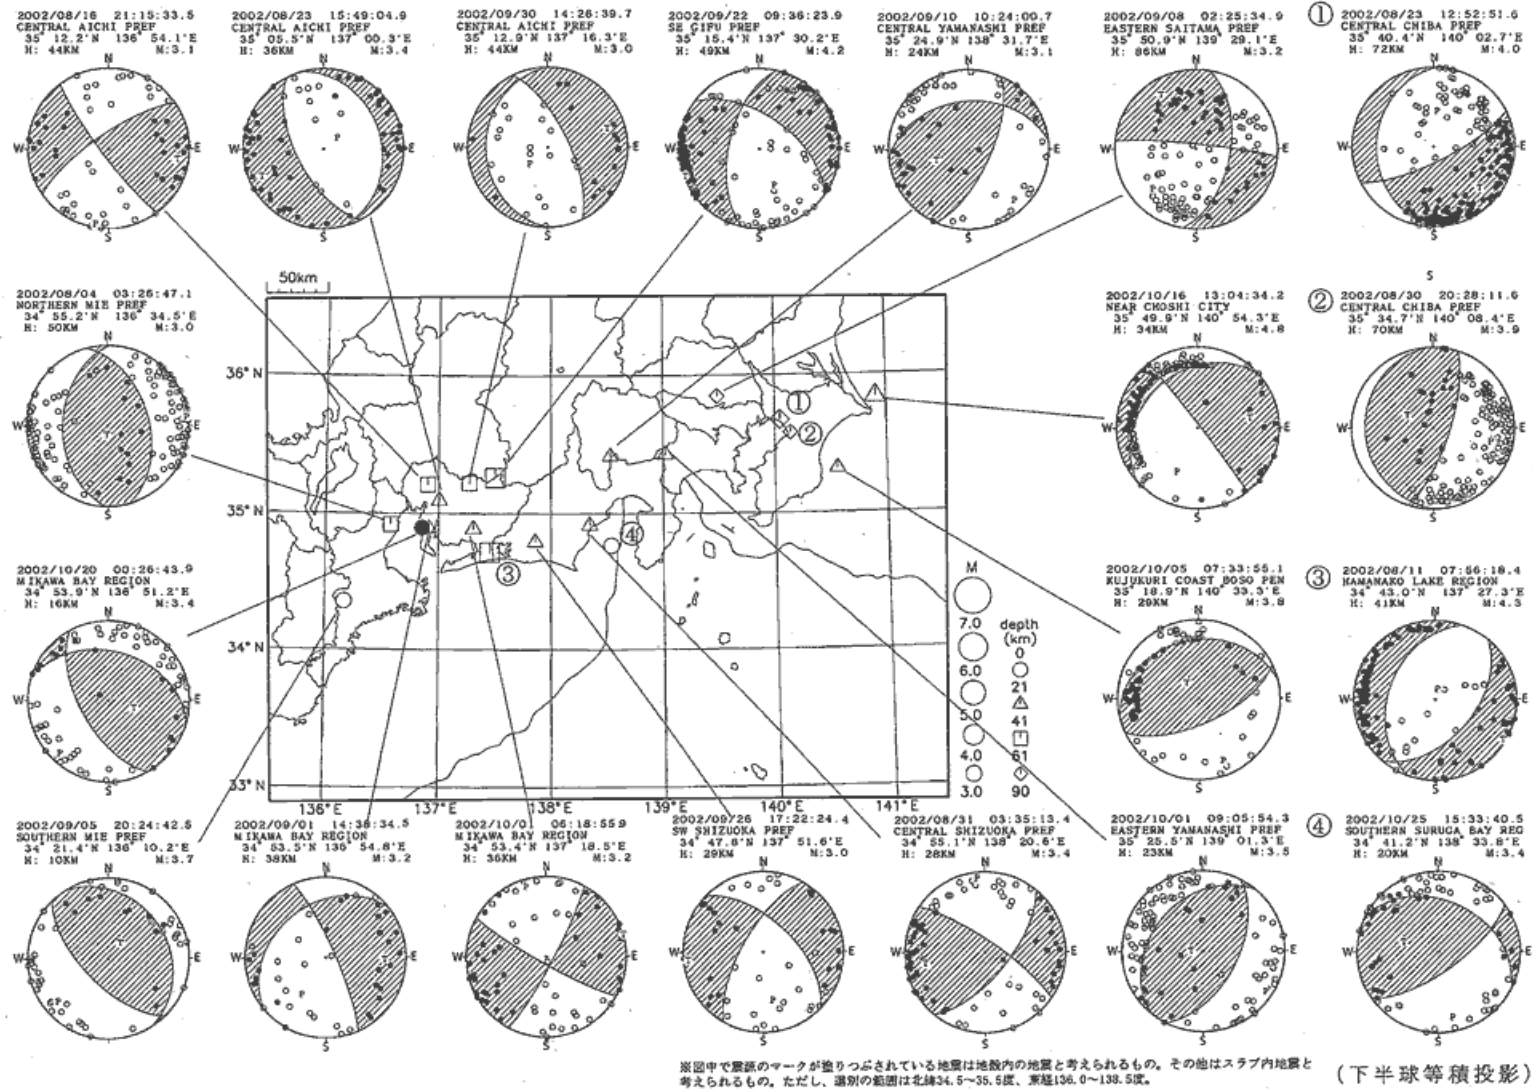 2002/08/16 21:15:33.5
CENTRAL AICHI PREF
35° 12.2'N 136° 54.1'E
H: 44KM M:3.1
N
W
E
S
T
P
2002/08/23 15:49:04.9
CENTRAL AICHI PREF
35° 05.5'N 137° 00.3'E
H: 36KM M:3.4
N
W
E
S
T
P
2002/09/30 14:26:39.7
CENTRAL AICHI PREF
35° 12.9'N 137° 16.3'E
H: 44KM M:3.0
N
W
E
S
T
P
2002/09/22 09:36:23.9
SE GIFU PREF
35° 15.4'N 137° 30.2'E
H: 49KM M:4.2
N
W
E
S
P
2002/09/10 10:24:00.7
CENTRAL YAMANASHI PREF
35° 24.9'N 138° 31.7'E
H: 24KM M:3.1
N
W
E
S
T
P
2002/09/08 02:25:34.9
EASTERN SAITAMA PREF
35° 50.9'N 139° 29.1'E
H: 86KM M:3.2
N
W
E
S
T
P
① 2002/08/23 12:52:51.6
CENTRAL CHIBA PREF
35° 40.4'N 140° 02.7'E
H: 72KM M:4.0
N
W
E
S
T
P
S
2002/08/04 03:26:47.1
NORTHERN MIE PREF
34° 55.2'N 136° 34.5'E
H: 50KM M:3.0
N
W
E
S
T
P
50km
36°N
35°N
34°N
33°N
136°E
137°E
138°E
139°E
140°E
141°E
①
②
③
④
M
7.0
6.0
5.0
4.0
3.0
depth
(km)
0
21
41
61
90
2002/10/16 13:04:34.2
NEAR CHOSHI CITY
35° 49.9'N 140° 54.3'E
H: 34KM M:4.8
N
W
E
S
P
② 2002/08/30 20:28:11.6
CENTRAL CHIBA PREF
35° 34.7'N 140° 08.4'E
H: 70KM M:3.9
N
W
E
S
T
2002/10/20 00:26:43.9
MIKAWA BAY REGION
34° 53.9'N 136° 51.2'E
H: 16KM M:3.4
N
W
E
S
T
P
2002/10/05 07:33:55.1
KUJUKURI COAST BOSO PEN
35° 18.9'N 140° 33.3'E
H: 29KM M:3.8
N
W
E
S
T
P
③ 2002/08/11 07:56:18.4
HAMANAKO LAKE REGION
34° 43.0'N 137° 27.3'E
H: 41KM M:4.3
N
W
E
S
T
P
2002/09/05 20:24:42.5
SOUTHERN MIE PREF
34° 21.4'N 136° 10.2'E
H: 10KM M:3.7
N
W
E
S
T
P
2002/09/01 14:38:34.5
MIKAWA BAY REGION
34° 53.5'N 136° 54.8'E
H: 38KM M:3.2
N
W
E
S
T
P
2002/10/01 06:18:55.9
MIKAWA BAY REGION
34° 53.4'N 137° 18.5'E
H: 36KM M:3.2
N
W
E
S
T
P
2002/09/26 17:22:24.4
SW SHIZUOKA PREF
34° 47.8'N 137° 51.6'E
H: 29KM M:3.0
N
W
E
S
P
2002/08/31 03:35:13.4
CENTRAL SHIZUOKA PREF
34° 55.1'N 138° 20.6'E
H: 28KM M:3.4
N
W
E
S
T
P
2002/10/01 09:05:54.3
EASTERN YAMANASHI PREF
35° 25.5'N 139° 01.3'E
H: 23KM M:3.5
N
W
E
S
T
P
④ 2002/10/25 15:33:40.5
SOUTHERN SURUGA BAY REG
34° 41.2'N 138° 33.8'E
H: 20KM M:3.4
N
W
E
S
T
P
※図中で震源のマークが塗りつぶされている地震は地殻内の地震と考えられるもの。その他はスラブ内地震と
考えられるもの。ただし、選別の範囲は北緯34.5～35.5度、東経136.0～138.5度。
(下半球等積投影)